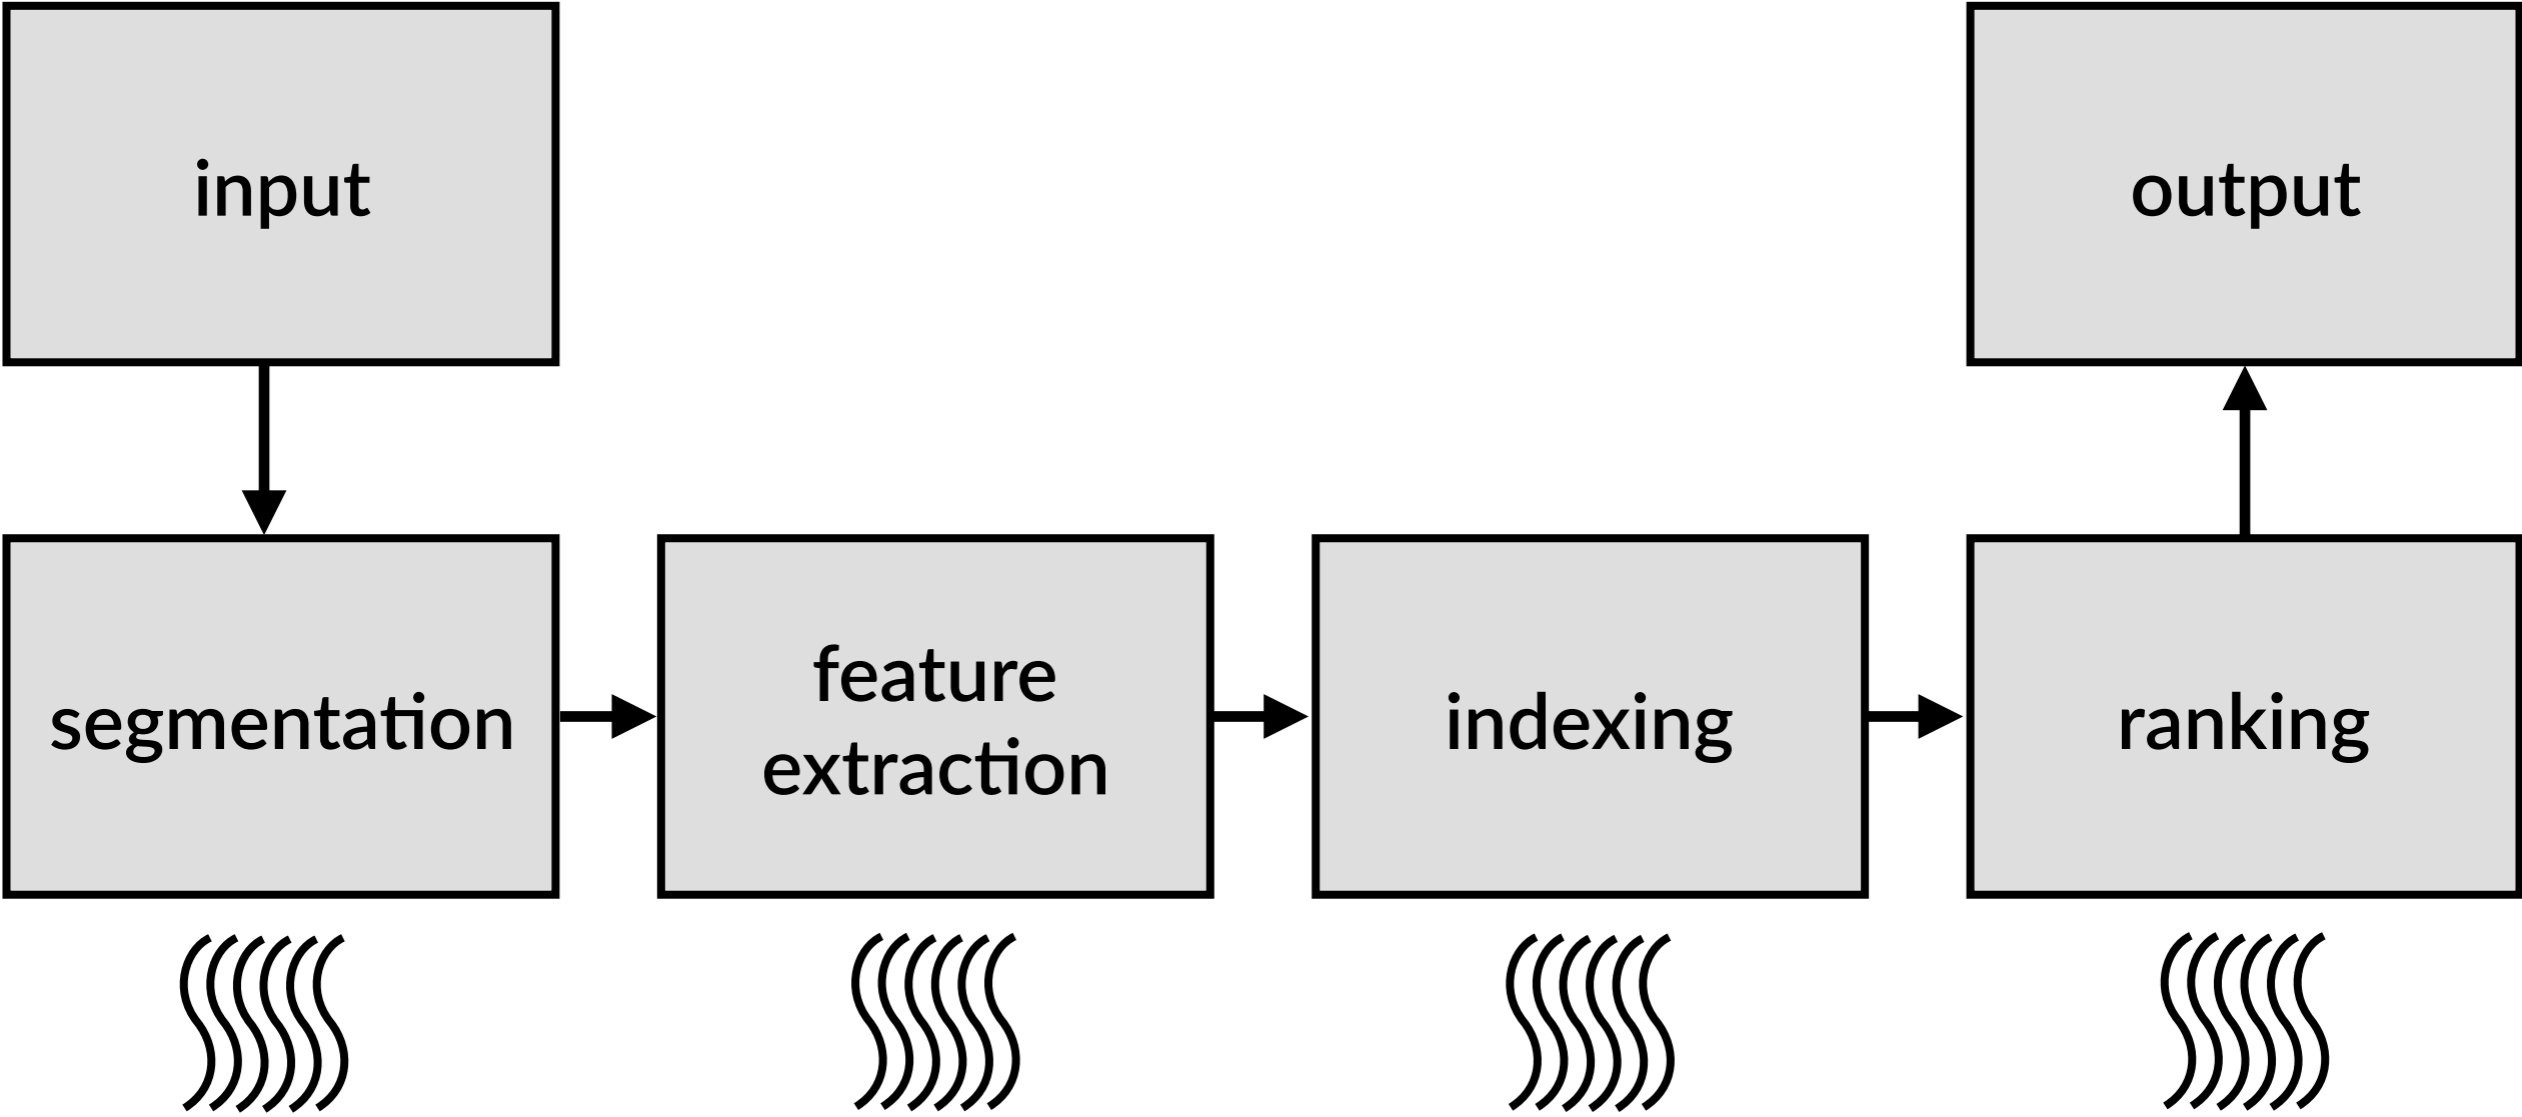 input
output
segmentation
feature
extraction
indexing
ranking